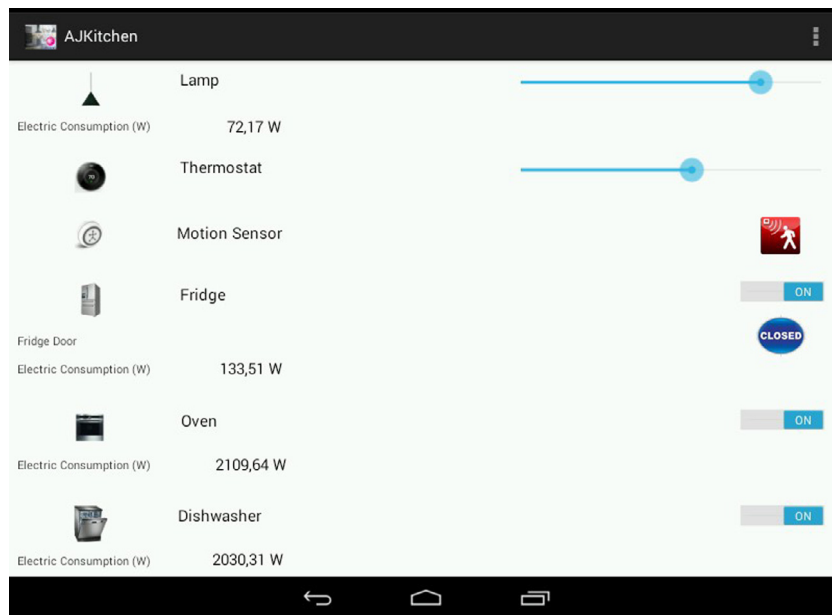 AJKitchen
Lamp
Electric Consumption (W) 72,17 W
Thermostat
Motion Sensor
Fridge ON
Fridge Door CLOSED
Electric Consumption (W) 133,51 W
Oven ON
Electric Consumption (W) 2109,64 W
Dishwasher ON
Electric Consumption (W) 2030,31 W